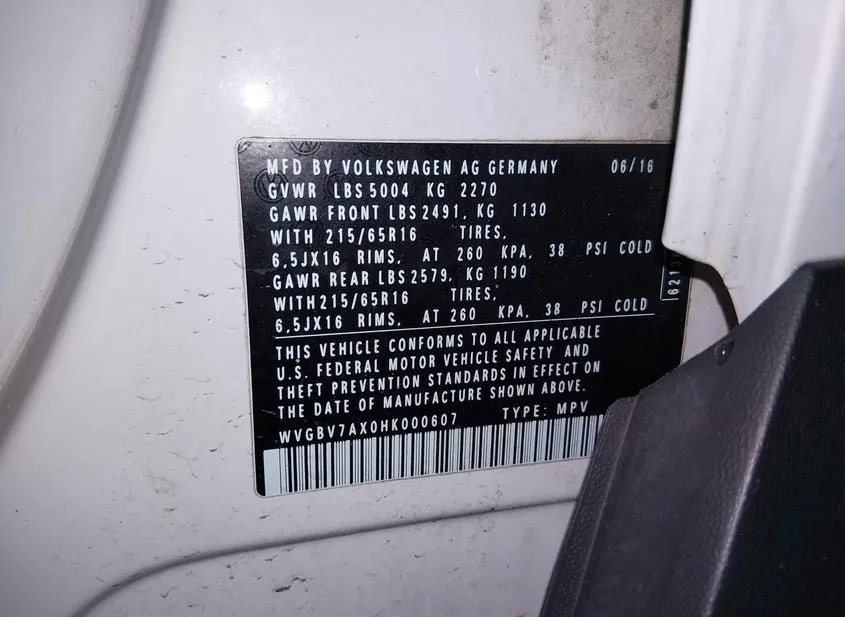 MFD BY VOLKSWAGEN AG GERMANY 06/16
GVWR LBS 5004 KG 2270
GAWR FRONT LBS 2491, KG 1130
WITH 215/65R16 TIRES,
6,5JX16 RIMS, AT 260 KPA, 38 PSI COLD
GAWR REAR LBS 2579, KG 1190
WITH 215/65R16 TIRES,
6,5JX16 RIMS, AT 260 KPA, 38 PSI COLD
THIS VEHICLE CONFORMS TO ALL APPLICABLE
U.S. FEDERAL MOTOR VEHICLE SAFETY AND
THEFT PREVENTION STANDARDS IN EFFECT ON
THE DATE OF MANUFACTURE SHOWN ABOVE.
WVGBV7AX0HK000607 TYPE: MPV